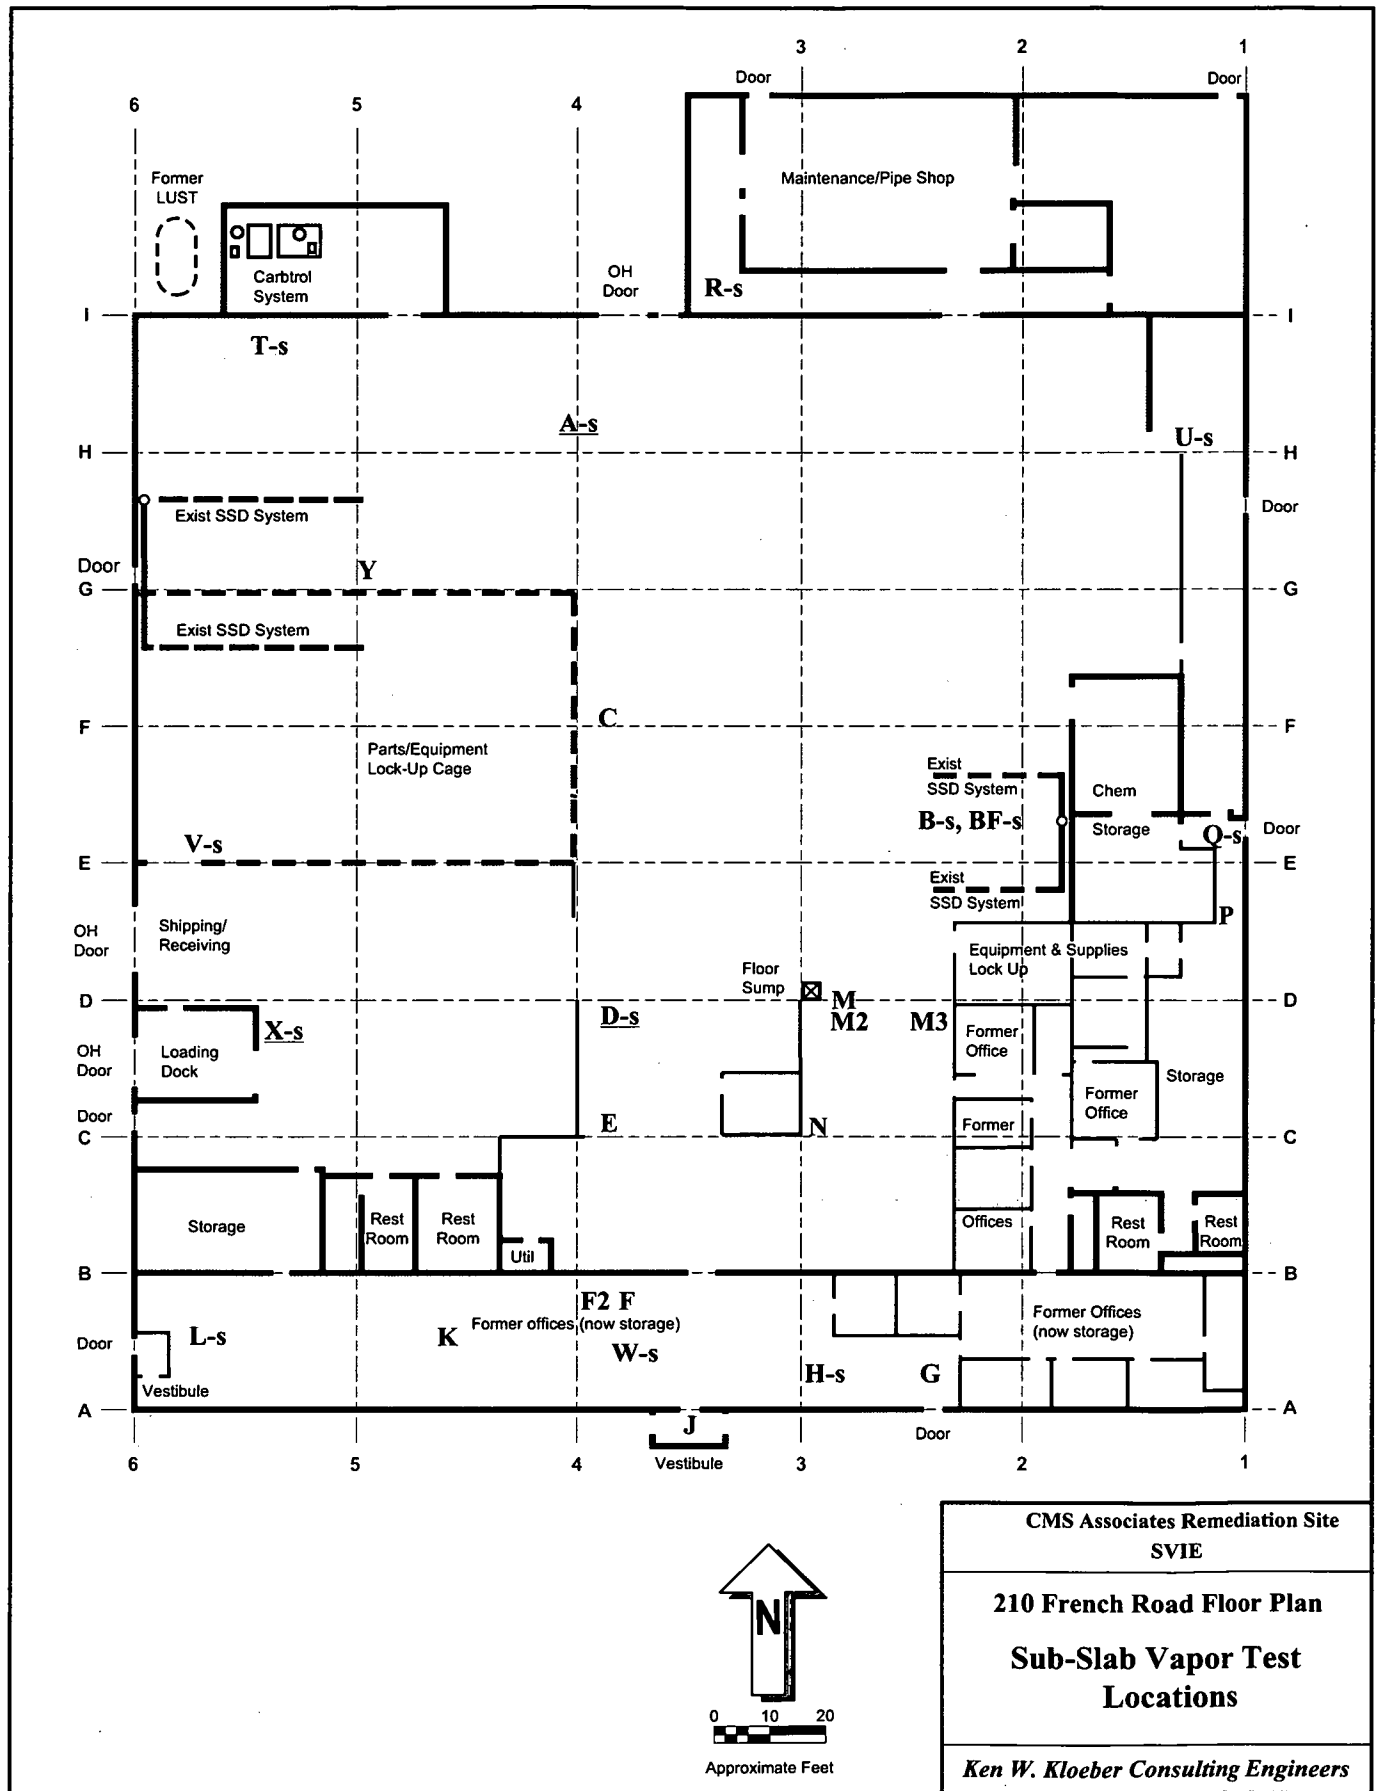 3
2
1
Door
Door
6
5
4
Former
LUST
Maintenance/Pipe Shop
Carbtrol
System
OH
Door
R-s
I
I
T-s
A-s
U-s
H
H
Exist SSD System
Door
Door
Y
G
G
Exist SSD System
C
F
F
Parts/Equipment
Lock-Up Cage
Exist
SSD System
Chem
Storage
B-s, BF-s
Q-s
Door
V-s
E
E
Exist
SSD System
P
OH
Door
Shipping/
Receiving
Equipment & Supplies
Lock Up
Floor
Sump
D
D
M
M2
M3
D-s
X-s
Former
Office
OH
Door
Loading
Dock
Storage
Former
Office
Door
E
N
Former
C
C
Offices
Storage
Rest
Room
Rest
Room
Util
Rest
Room
Rest
Room
B
B
F2 F
Former offices (now storage)
Former Offices
(now storage)
Door
L-s
K
W-s
H-s
G
Vestibule
A
A
J
Door
Vestibule
6
5
4
3
2
1
N
0 10 20
Approximate Feet
CMS Associates Remediation Site
SVIE
210 French Road Floor Plan
Sub-Slab Vapor Test
Locations
Ken W. Kloeber Consulting Engineers